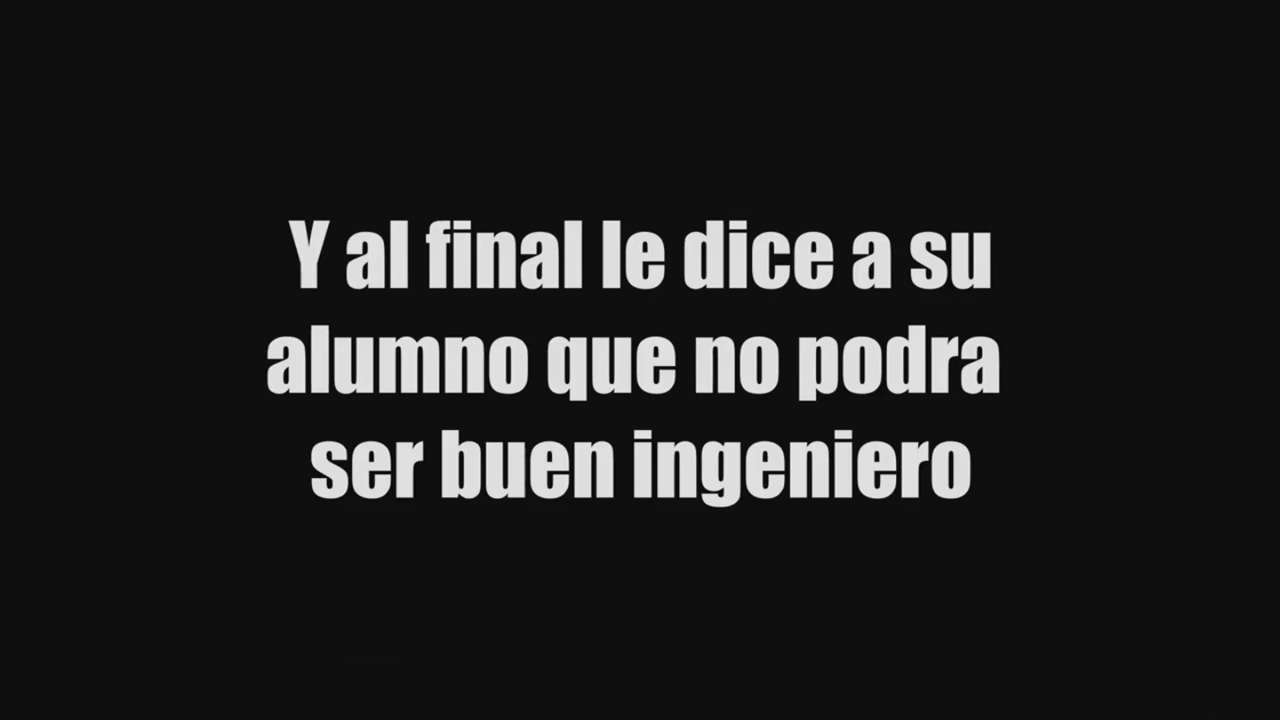 Y al final le dice a su
alumno que no podra
ser buen ingeniero